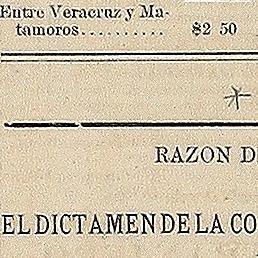 Entre Veracruz y Ma-
tamoros.......... $2 50
RAZON D
EL DICTAMEN DE LA CO